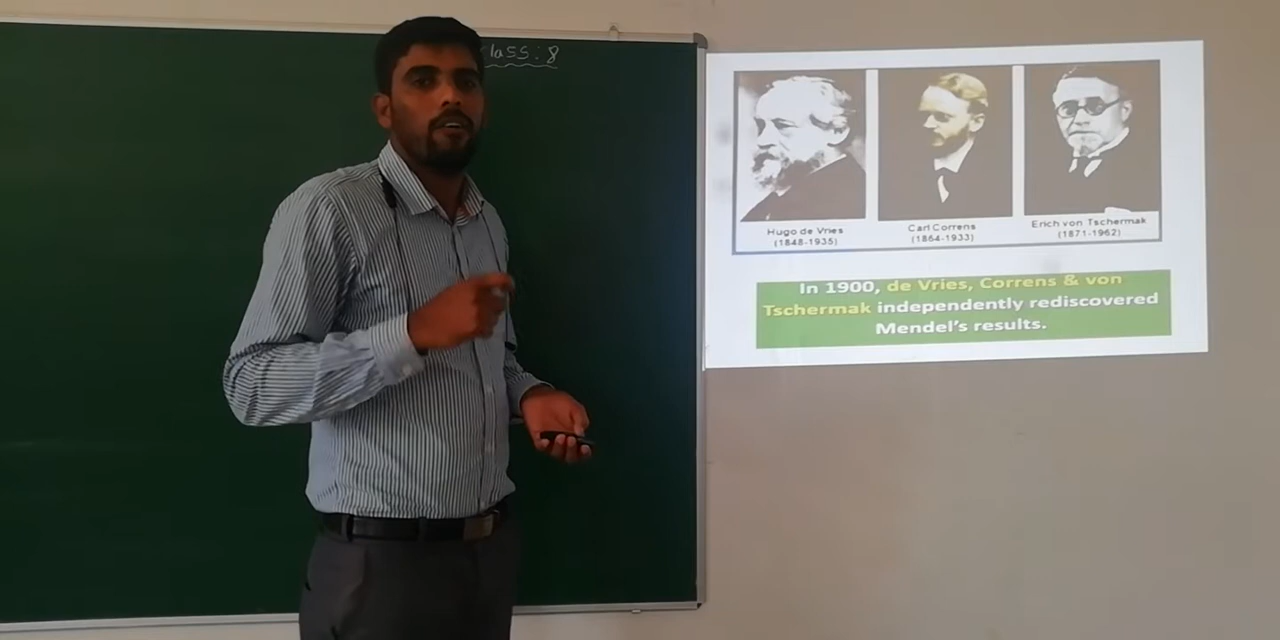 lass: 8
Hugo de Vries
(1848-1935)
Carl Correns
(1864-1933)
Erich von Tschermak
(1871-1962)
In 1900, de Vries, Correns & von
Tschermak independently rediscovered
Mendel's results.